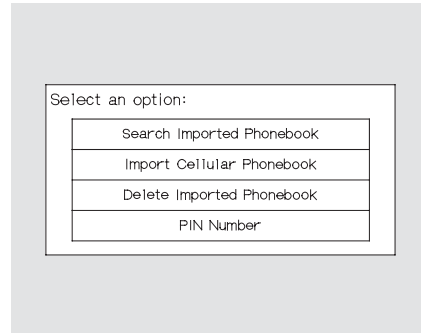 Select an option:
Search Imported Phonebook
Import Cellular Phonebook
Delete Imported Phonebook
PIN Number